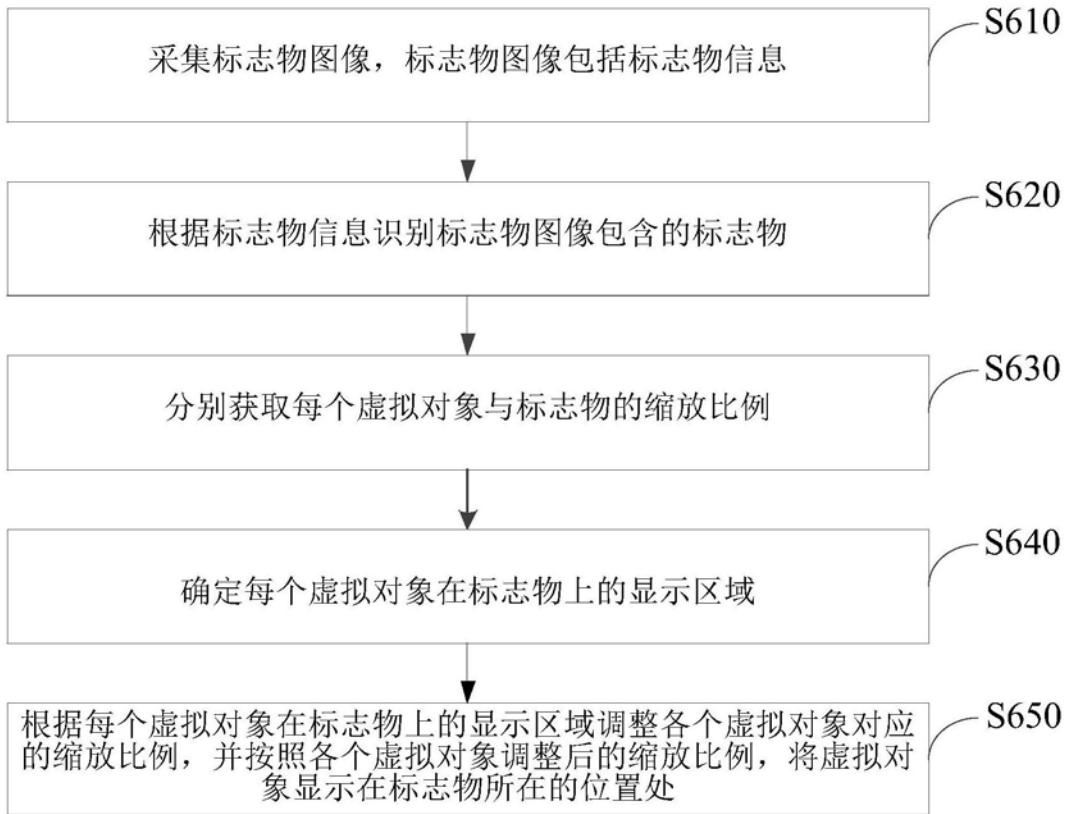 采集标志物图像，标志物图像包括标志物信息
S610
根据标志物信息识别标志物图像包含的标志物
S620
分别获取每个虚拟对象与标志物的缩放比例
S630
确定每个虚拟对象在标志物上的显示区域
S640
根据每个虚拟对象在标志物上的显示区域调整各个虚拟对象对应
的缩放比例，并按照各个虚拟对象调整后的缩放比例，将虚拟对
象显示在标志物所在的位置处
S650